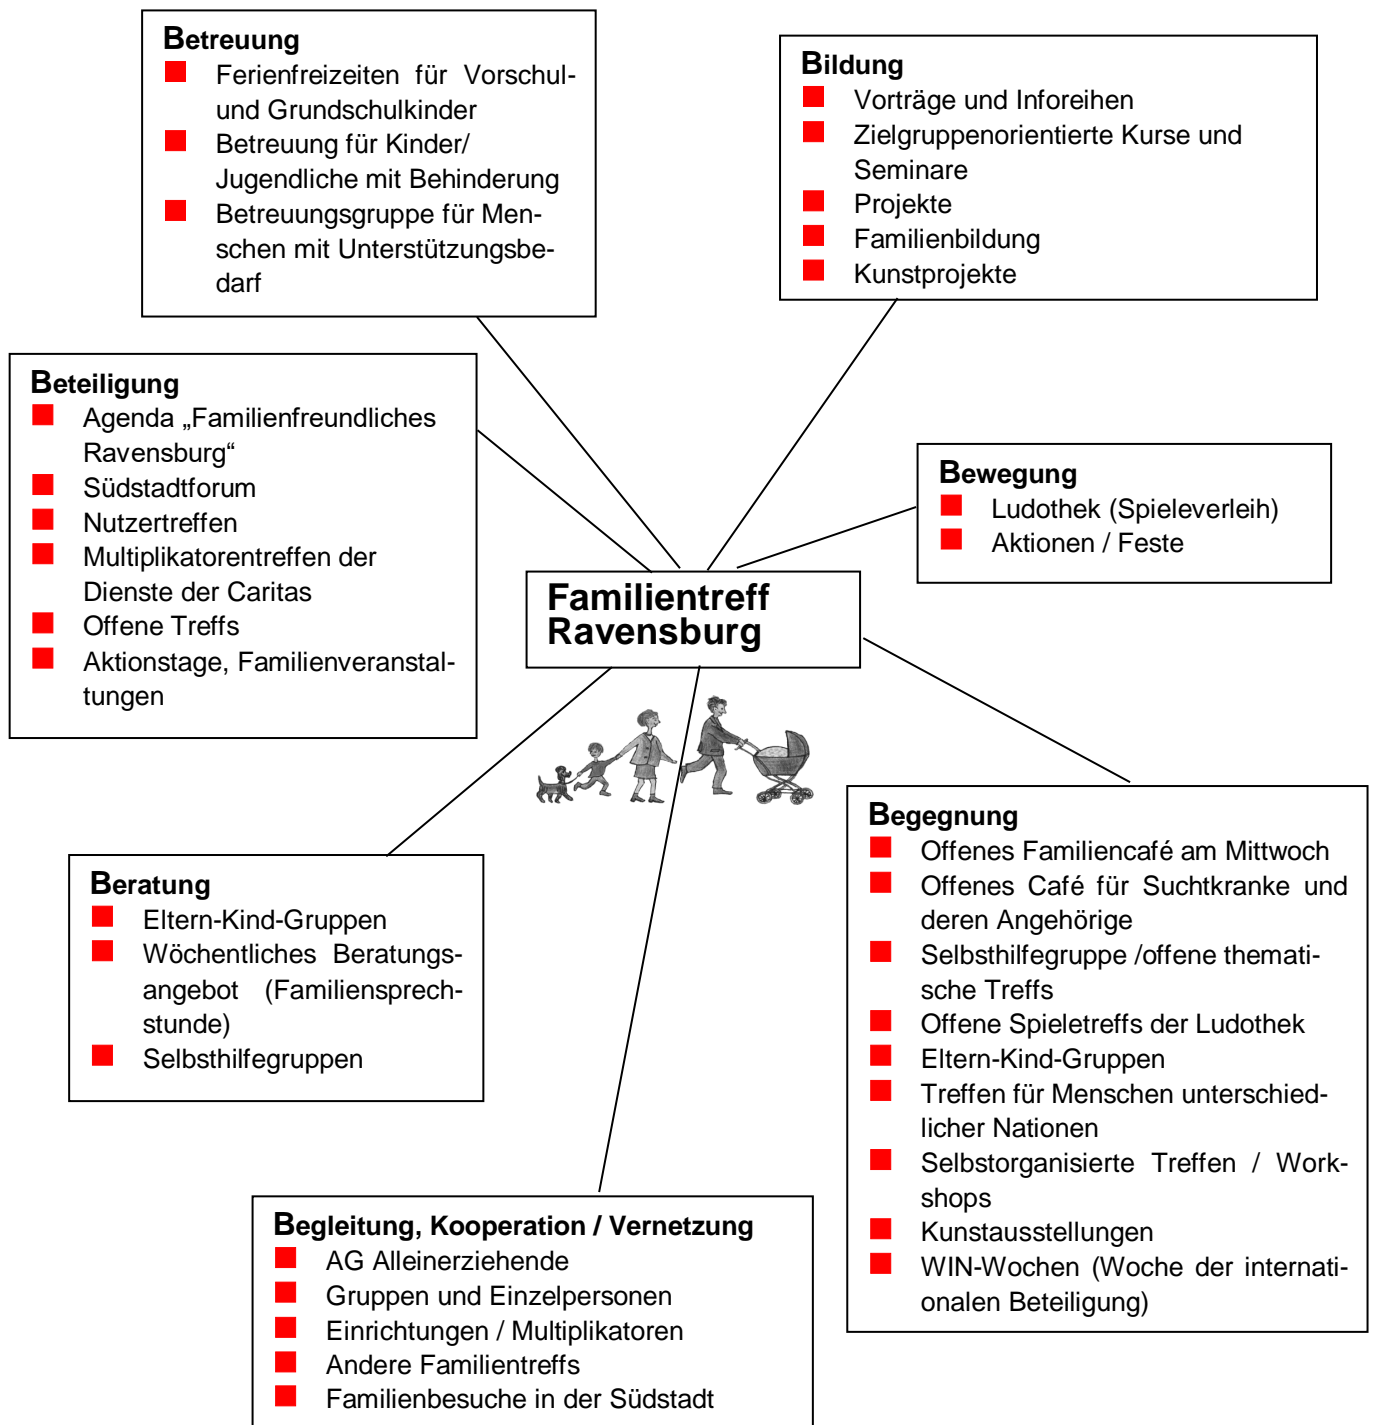 Betreuung
Ferienfreizeiten für Vorschul-
und Grundschulkinder
Betreuung für Kinder/
Jugendliche mit Behinderung
Betreuungsgruppe für Men-
schen mit Unterstützungsbe-
darf
Bildung
Vorträge und Inforeihen
Zielgruppenorientierte Kurse und
Seminare
Projekte
Familienbildung
Kunstprojekte
Beteiligung
Agenda „Familienfreundliches
Ravensburg“
Südstadtforum
Nutzertreffen
Multiplikatorentreffen der
Dienste der Caritas
Offene Treffs
Aktionstage, Familienveranstal-
tungen
Bewegung
Ludothek (Spieleverleih)
Aktionen / Feste
Familientreff
Ravensburg
Beratung
Eltern-Kind-Gruppen
Wöchentliches Beratungs-
angebot (Familiensprech-
stunde)
Selbsthilfegruppen
Begegnung
Offenes Familiencafé am Mittwoch
Offenes Café für Suchtkranke und
deren Angehörige
Selbsthilfegruppe /offene themati-
sche Treffs
Offene Spieletreffs der Ludothek
Eltern-Kind-Gruppen
Treffen für Menschen unterschied-
licher Nationen
Selbstorganisierte Treffen / Work-
shops
Kunstausstellungen
WIN-Wochen (Woche der internati-
onalen Beteiligung)
Begleitung, Kooperation / Vernetzung
AG Alleinerziehende
Gruppen und Einzelpersonen
Einrichtungen / Multiplikatoren
Andere Familientreffs
Familienbesuche in der Südstadt